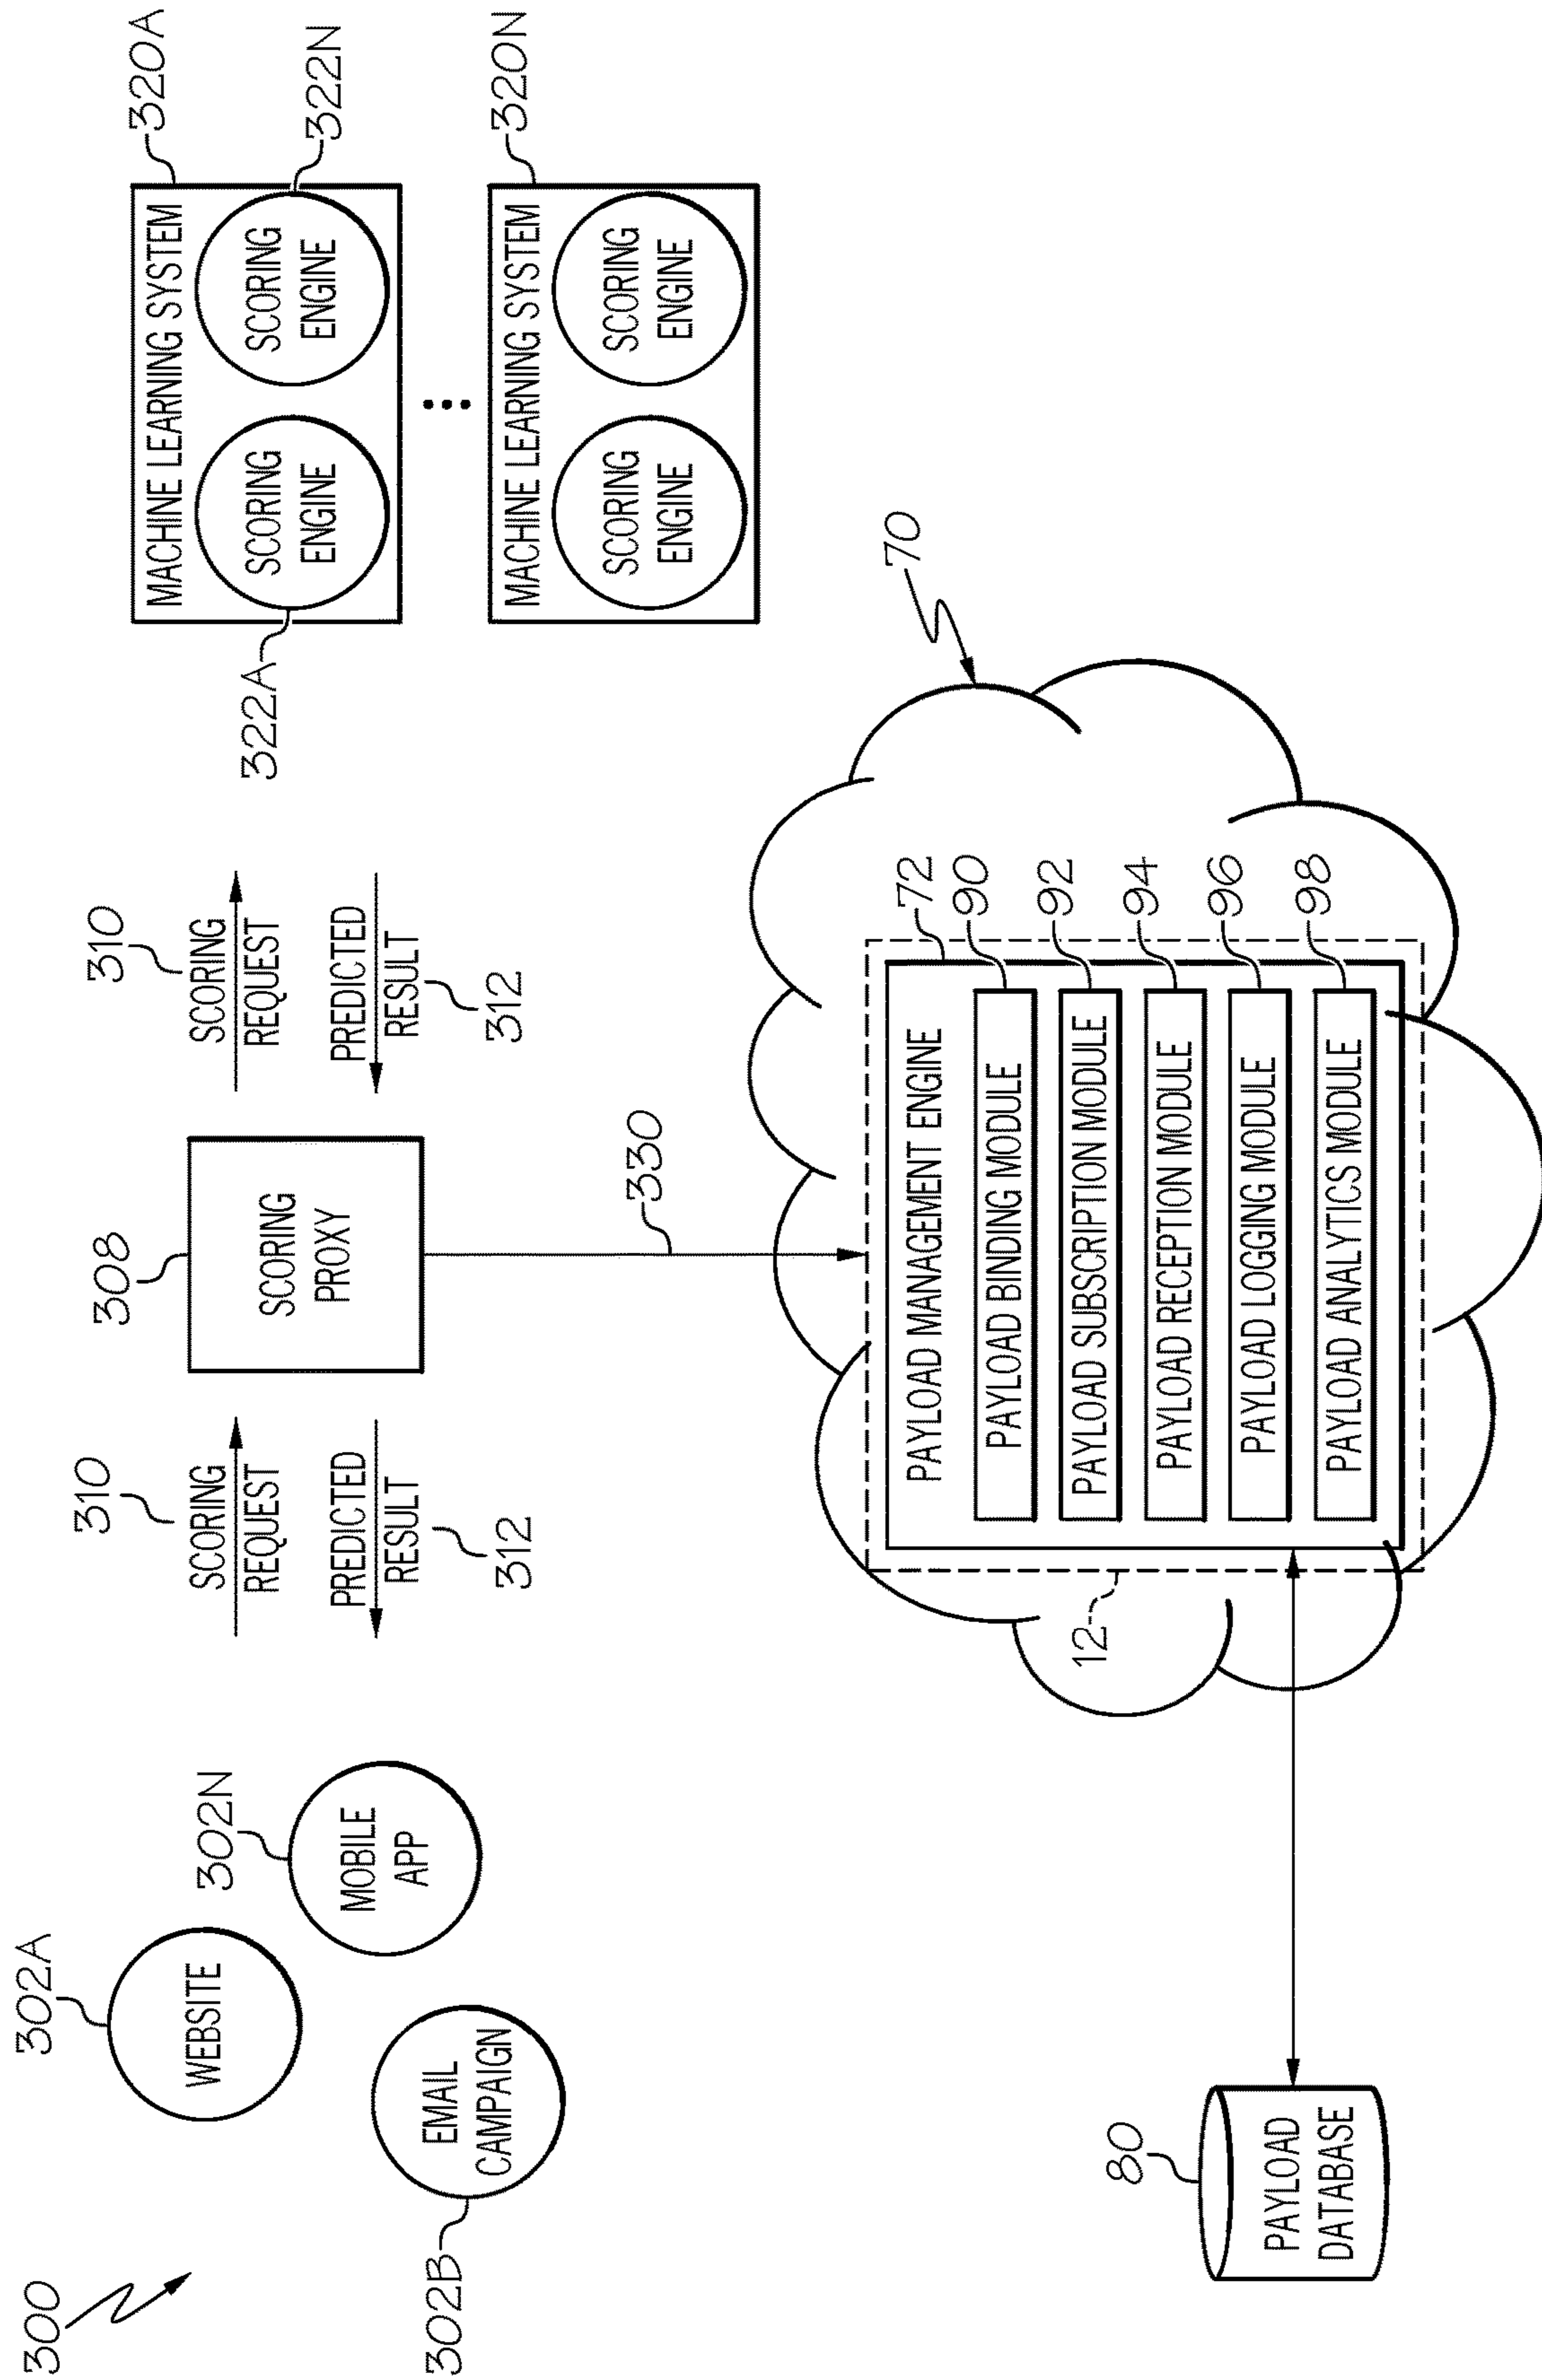 300
302A
WEBSITE
302B
EMAIL
CAMPAIGN
302N
MOBILE
APP
310
SCORING
REQUEST
PREDICTED
RESULT
312
308
SCORING
PROXY
330
310
SCORING
REQUEST
PREDICTED
RESULT
312
320A
MACHINE LEARNING SYSTEM
322A
SCORING
ENGINE
SCORING
ENGINE
322N
320N
MACHINE LEARNING SYSTEM
SCORING
ENGINE
SCORING
ENGINE
70
12
72
PAYLOAD MANAGEMENT ENGINE
PAYLOAD BINDING MODULE
90
PAYLOAD SUBSCRIPTION MODULE
92
PAYLOAD RECEPTION MODULE
94
PAYLOAD LOGGING MODULE
96
PAYLOAD ANALYTICS MODULE
98
80
PAYLOAD
DATABASE